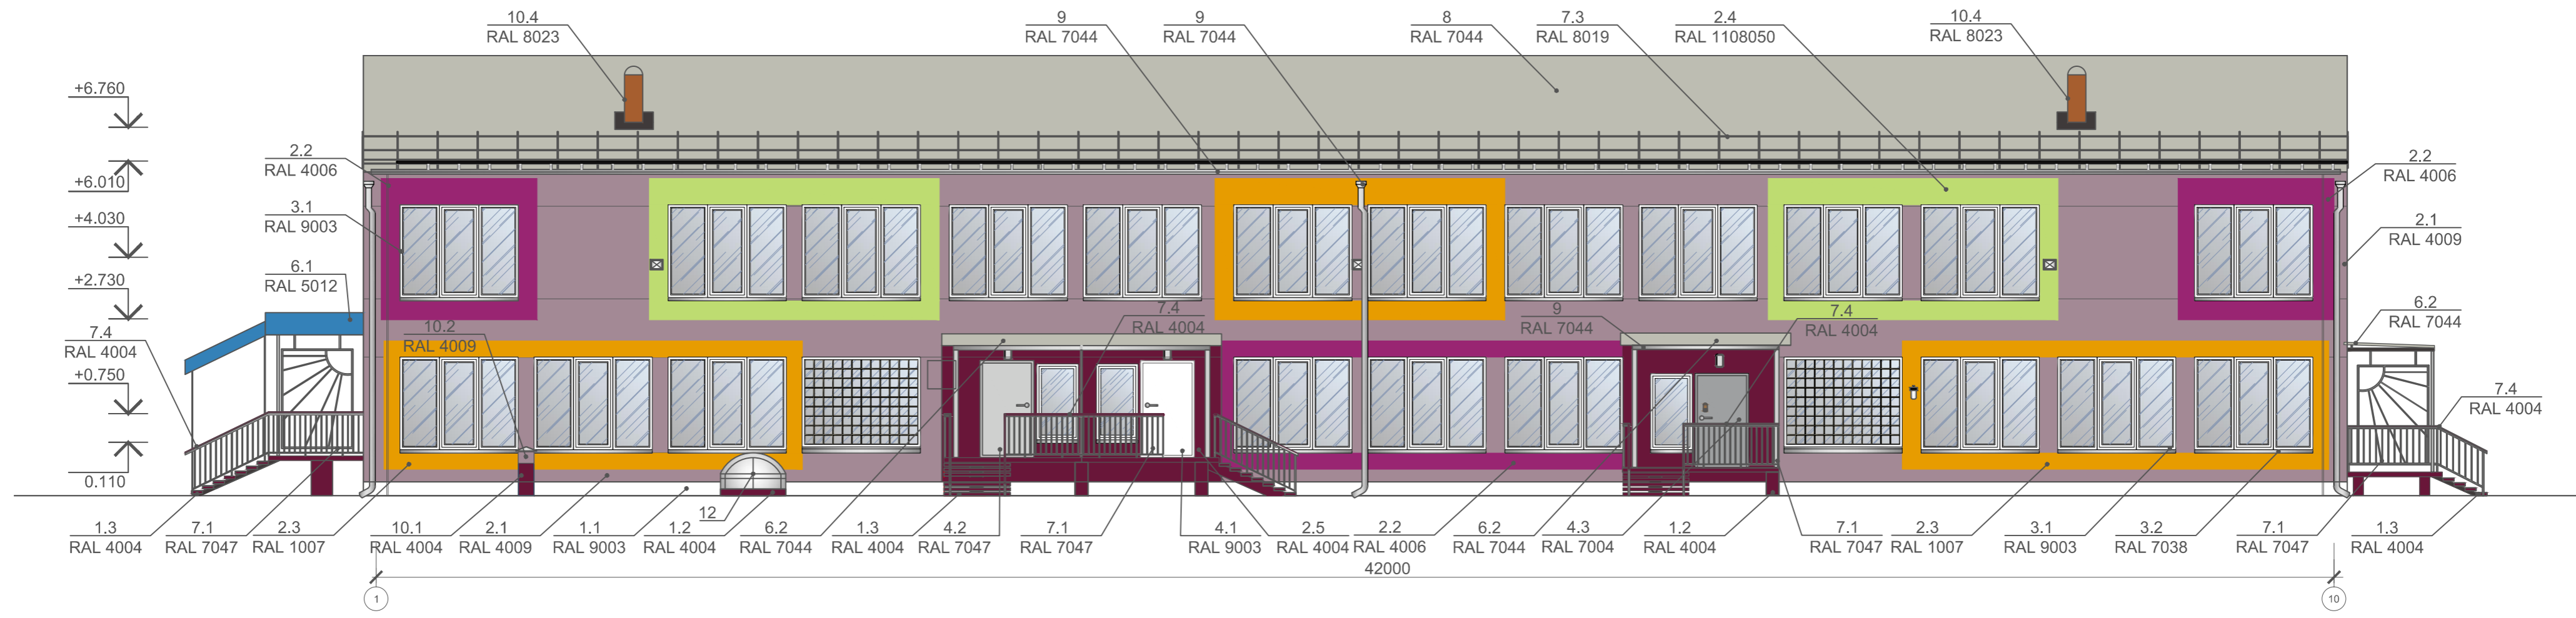 10.4
RAL 8023
9
RAL 7044
9
RAL 7044
8
RAL 7044
7.3
RAL 8019
2.4
RAL 1108050
10.4
RAL 8023
+6.760
+6.010
+4.030
+2.730
+0.750
0.110
2.2
RAL 4006
3.1
RAL 9003
6.1
RAL 5012
7.4
RAL 4004
10.2
RAL 4009
7.4
RAL 4004
9
RAL 7044
7.4
RAL 4004
2.2
RAL 4006
2.1
RAL 4009
6.2
RAL 7044
7.4
RAL 4004
1.3
RAL 4004
7.1
RAL 7047
2.3
RAL 1007
10.1
RAL 4004
2.1
RAL 4009
1.1
RAL 9003
1.2
RAL 4004
12
6.2
RAL 7044
1.3
RAL 4004
4.2
RAL 7047
7.1
RAL 7047
4.1
RAL 9003
2.5
RAL 4004
2.2
RAL 4006
6.2
RAL 7044
4.3
RAL 7004
1.2
RAL 4004
7.1
RAL 7047
2.3
RAL 1007
3.1
RAL 9003
3.2
RAL 7038
7.1
RAL 7047
1.3
RAL 4004
42000
1
10